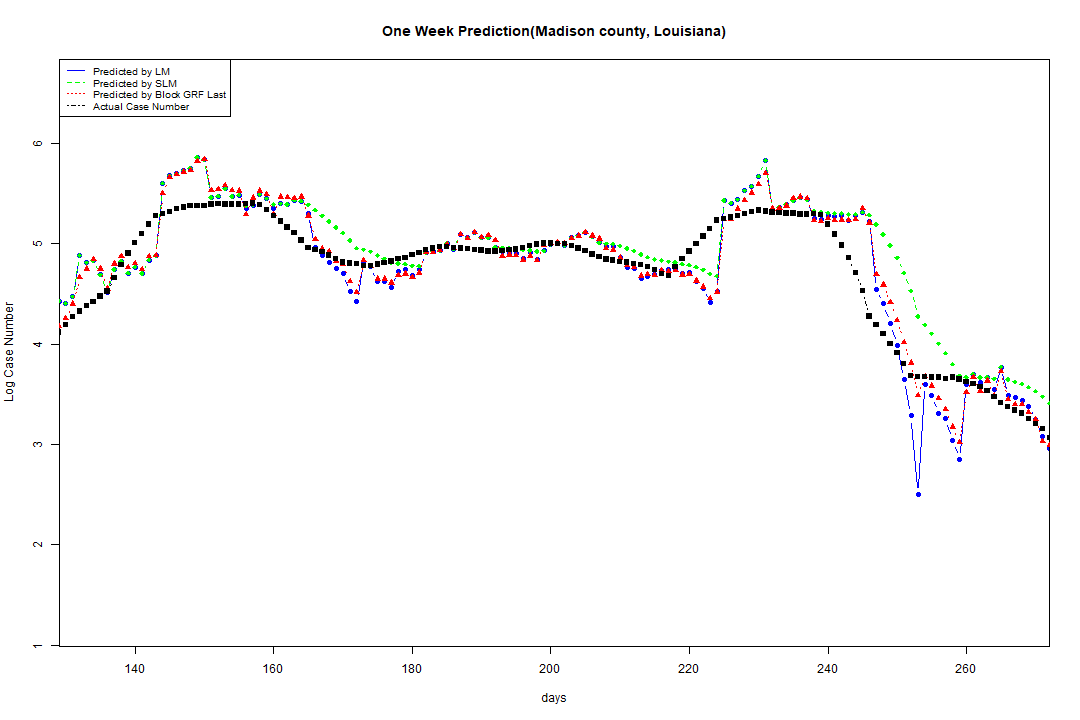 One Week Prediction(Madison county, Louisiana)
Predicted by LM
Predicted by SLM
Predicted by Block GRF Last
Actual Case Number
Log Case Number
6
5
4
3
2
1
140 160 180 200 220 240 260
days